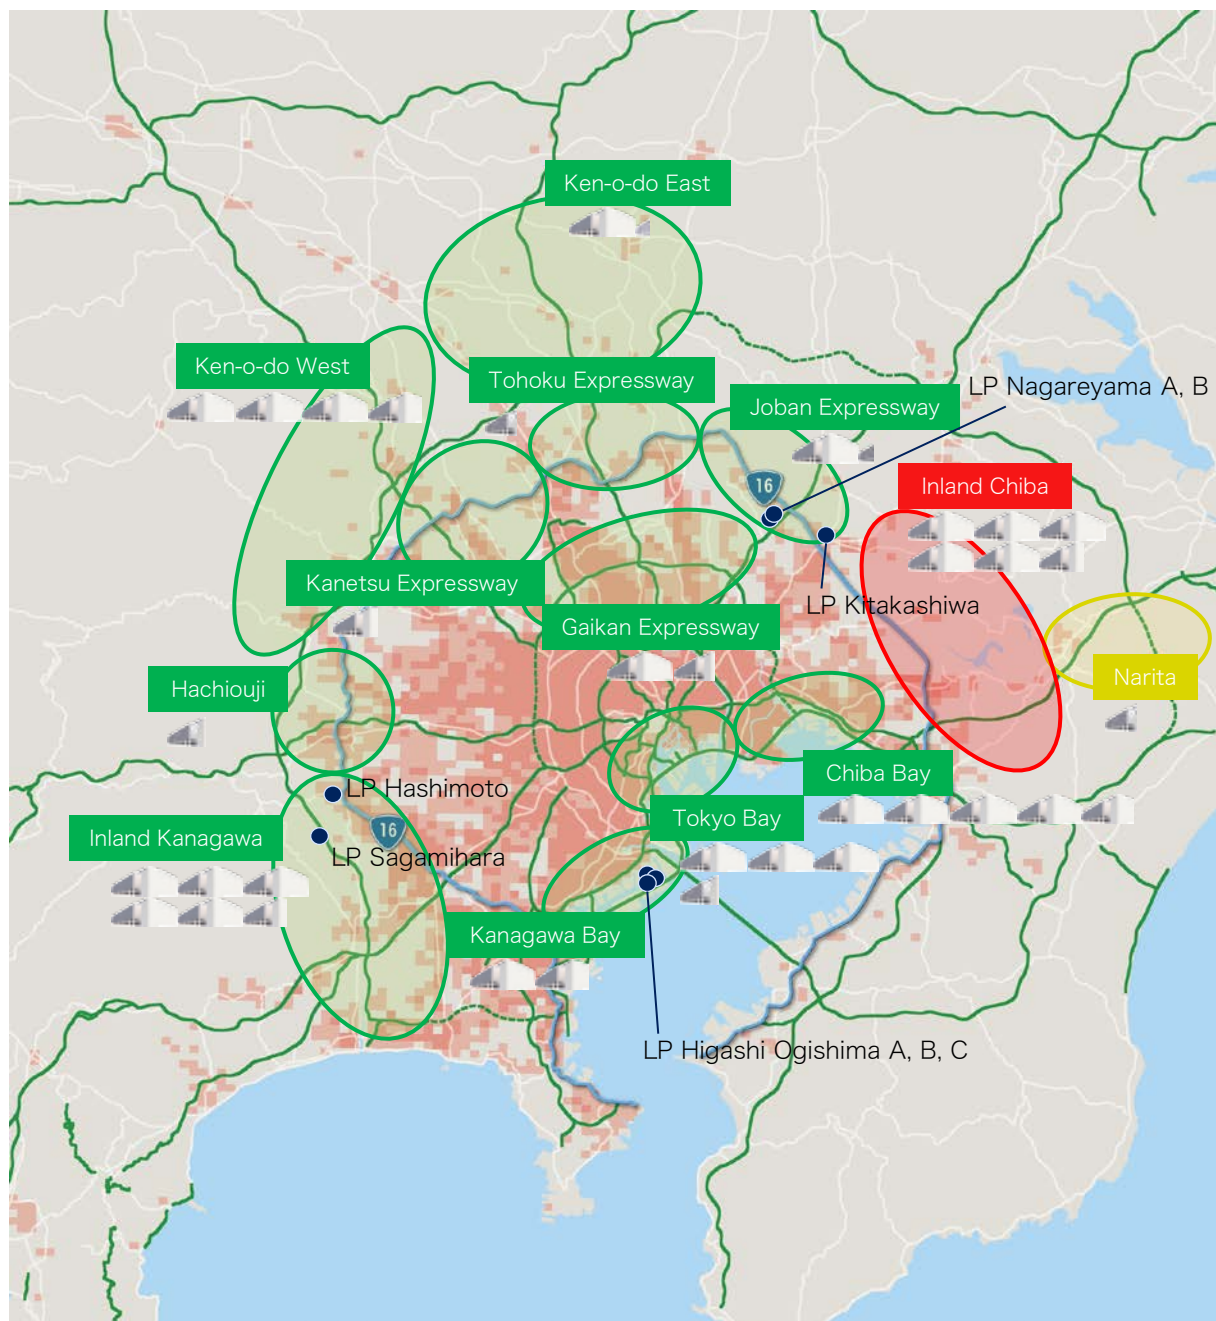 Ken-o-do East
Ken-o-do West
Tohoku Expressway
LP Nagareyama A, B
Joban Expressway
16
Inland Chiba
Kanetsu Expressway
LP Kitakashiwa
Gaikan Expressway
Hachiouji
Narita
Chiba Bay
LP Hashimoto
Tokyo Bay
16
Inland Kanagawa
LP Sagamihara
Kanagawa Bay
LP Higashi Ogishima A, B, C